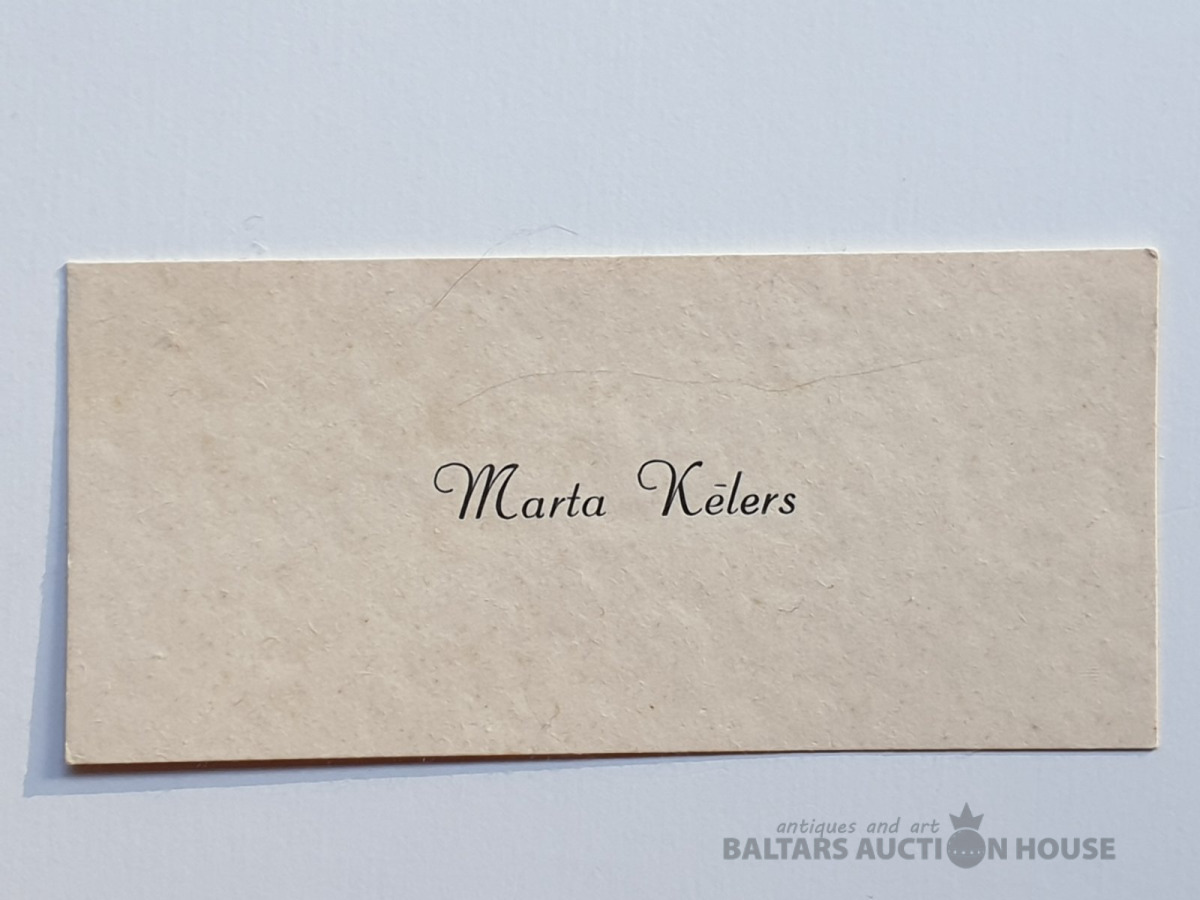 Marta Kēlers
antiques and art
BALTARS AUCTION HOUSE